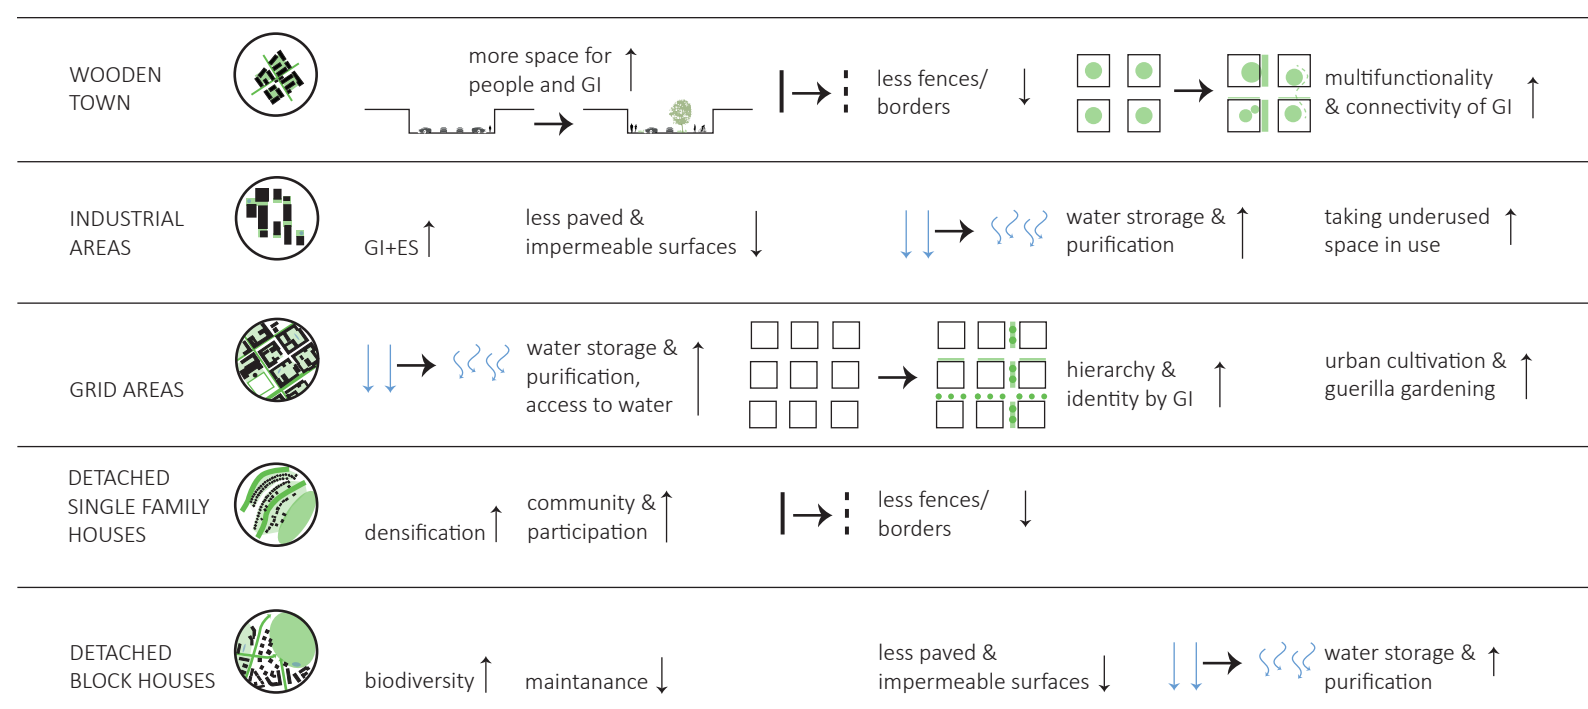 WOODEN
TOWN
more space for
people and GI
less fences/
borders
multifunctionality
& connectivity of GI
INDUSTRIAL
AREAS
GI+ES
less paved &
impermeable surfaces
water strorage &
purification
taking underused
space in use
GRID AREAS
water storage &
purification,
access to water
hierarchy &
identity by GI
urban cultivation &
guerilla gardening
DETACHED
SINGLE FAMILY
HOUSES
densification
community &
participation
less fences/
borders
DETACHED
BLOCK HOUSES
biodiversity
maintanance
less paved &
impermeable surfaces
water storage &
purification